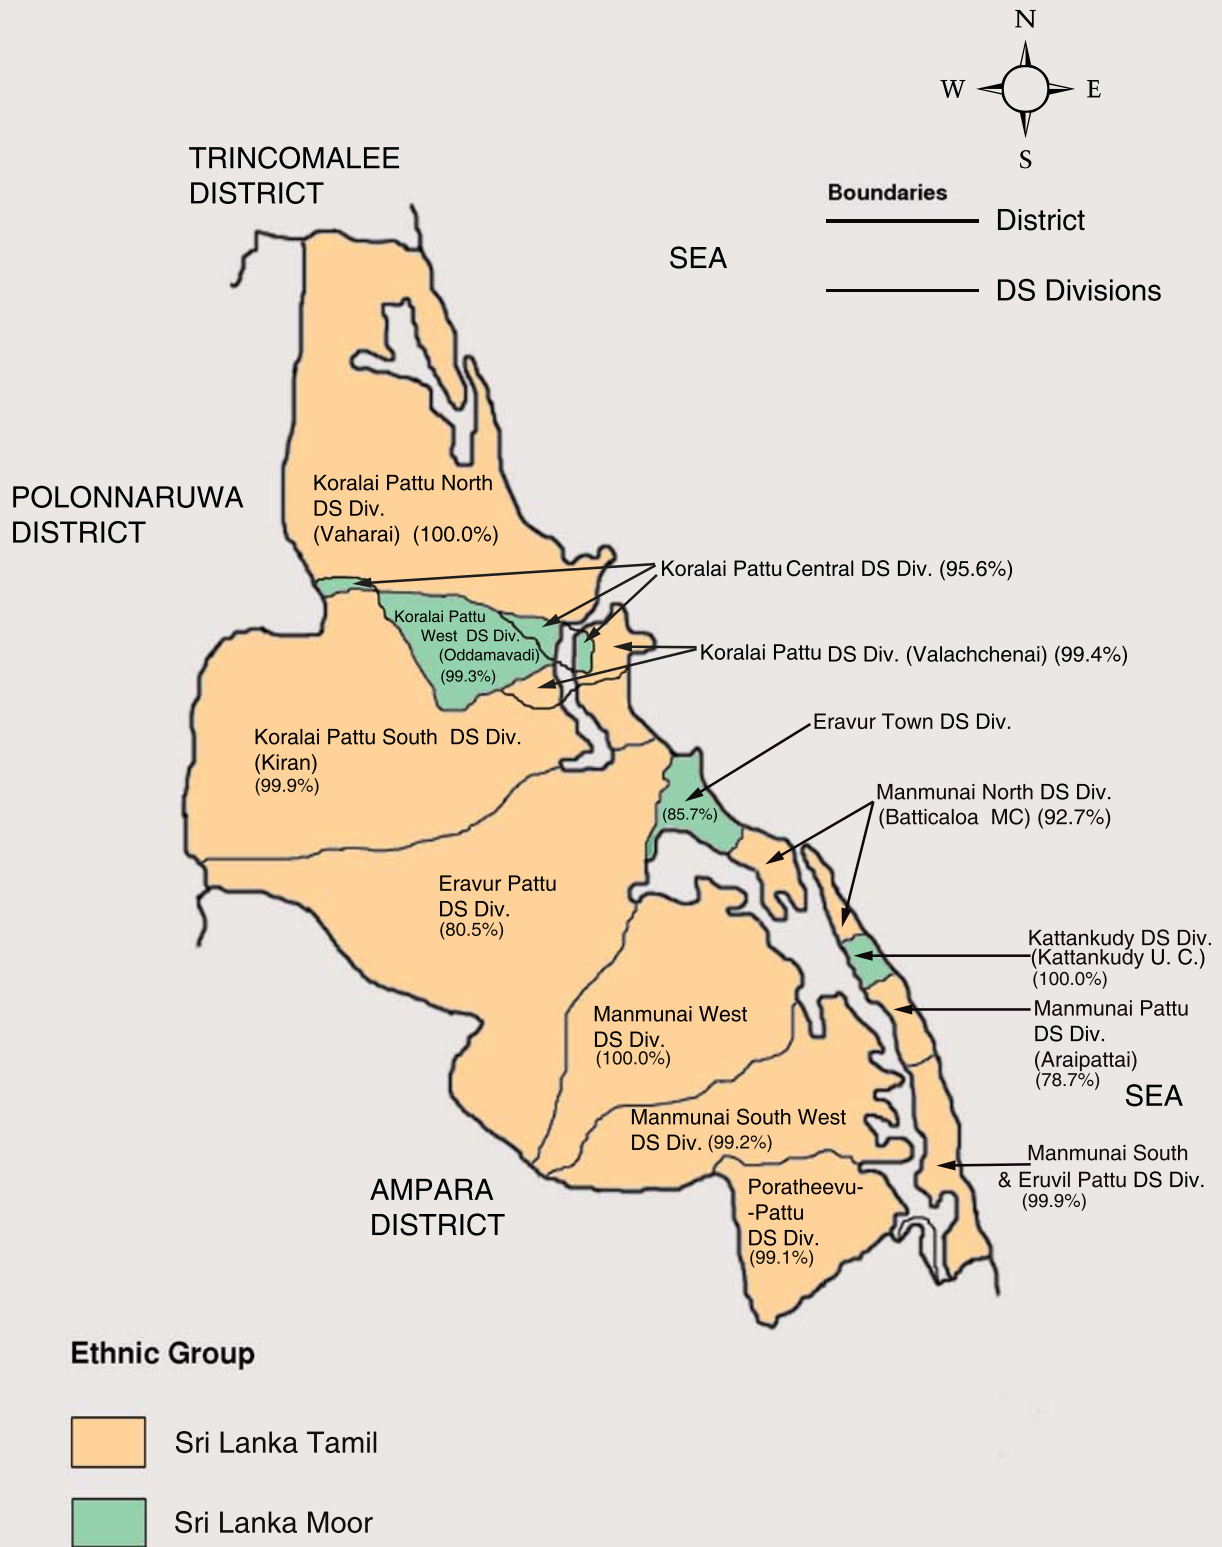 N
W
E
S
TRINCOMALEE
DISTRICT
Boundaries
District
SEA
DS Divisions
POLONNARUWA
DISTRICT
Koralai Pattu North
DS Div.
(Vaharai) (100.0%)
Koralai Pattu Central DS Div. (95.6%)
Koralai Pattu
West DS Div.
(Oddamavadi)
(99.3%)
Koralai Pattu DS Div. (Valachchenai) (99.4%)
Koralai Pattu South DS Div.
(Kiran)
(99.9%)
Eravur Town DS Div.
(85.7%)
Manmunai North DS Div.
(Batticaloa MC) (92.7%)
Eravur Pattu
DS Div.
(80.5%)
Kattankudy DS Div.
(Kattankudy U. C.)
(100.0%)
Manmunai West
DS Div.
(100.0%)
Manmunai Pattu
DS Div.
(Araipattai)
(78.7%)
SEA
Manmunai South West
DS Div. (99.2%)
Manmunai South
& Eruvil Pattu DS Div.
(99.9%)
AMPARA
DISTRICT
Poratheevu-
-Pattu
DS Div.
(99.1%)
Ethnic Group
Sri Lanka Tamil
Sri Lanka Moor